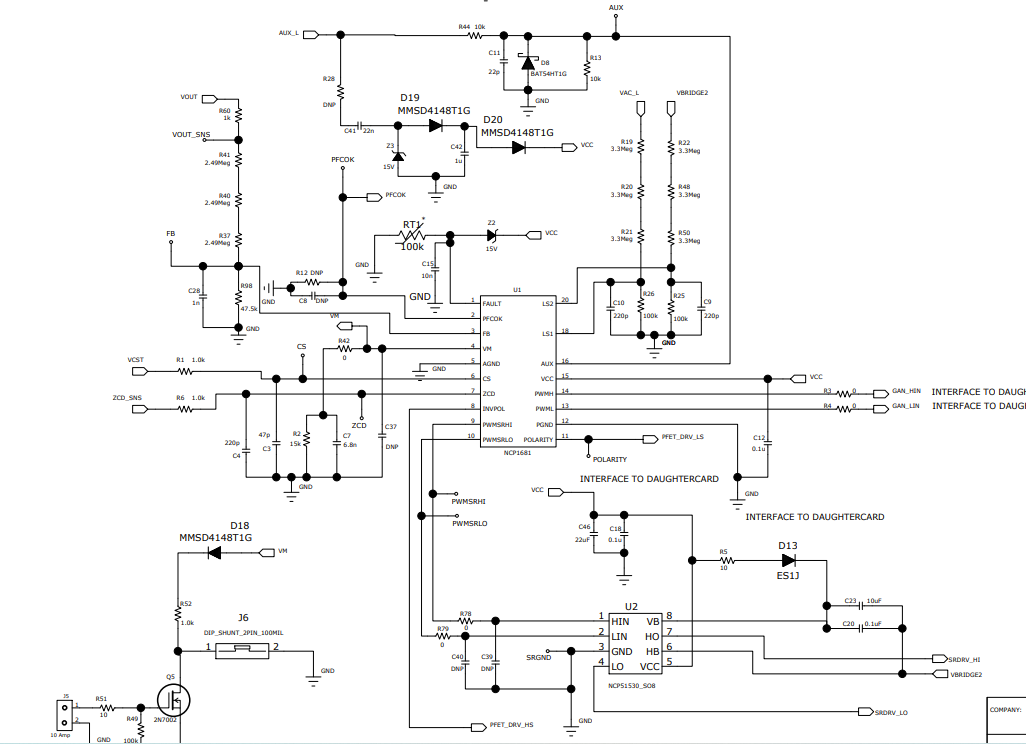 AUX
AUX_L
R44 10k
C11
22p
D8
BAT54HT1G
R13
10k
GND
R28
DNP
VOUT
R60
1k
VOUT_SNS
R41
2.49Meg
R40
2.49Meg
R37
2.49Meg
D19
MMSD4148T1G
C41 22n
Z3
15V
C42
1u
GND
D20
MMSD4148T1G
VCC
VAC_L
VBRIDGE2
R19
3.3Meg
R22
3.3Meg
R20
3.3Meg
R48
3.3Meg
R21
3.3Meg
R50
3.3Meg
PFCOK
PFCOK
RT1*
100k
GND
Z2
15V
VCC
C15
10n
GND
FB
C28
1n
R98
47.5k
GND
R12 DNP
GND
C8 DNP
U1
1 FAULT
2 PFCOK
3 FB
4 VM
5 AGND
6 CS
7 ZCD
8 INVPOL
9 PWMSRHI
10 PWMSRLO
LS2 20
LS1 18
AUX 16
VCC 15
PWMH 14
PWML 13
PGND 12
POLARITY 11
NCP1681
C10
220p
R26
100k
R25
100k
C9
220p
GND
VM
R42
0
GND
CS
VCST
R1 1.0k
ZCD_SNS
R6 1.0k
ZCD
220p
C4
47p
C3
R2
15k
C7
6.8n
C37
DNP
GND
VCC
R3 0
GAN_HIN
INTERFACE TO DAUGH
R4 0
GAN_LIN
INTERFACE TO DAUGH
PFET_DRV_LS
POLARITY
C12
0.1u
GND
INTERFACE TO DAUGHTERCARD
VCC
INTERFACE TO DAUGHTERCARD
PWMSRHI
PWMSRLO
C46
22uF
C18
0.1u
R5
10
D13
ES1J
C23 10uF
C20 0.1uF
D18
MMSD4148T1G
VM
R52
1.0k
J6
DIP_SHUNT_2PIN_100MIL
1
2
GND
R78
0
R79
0
C40
DNP
C39
DNP
SRGND
U2
1 HIN
2 LIN
3 GND
4 LO
VB 8
HO 7
HB 6
VCC 5
NCP51530_SO8
SRDRV_HI
VBRIDGE2
SRDRV_LO
GND
PFET_DRV_HS
Q5
2N7002
J5
1
2
10 Amp
R51
10
R49
100k
GND
COMPANY: